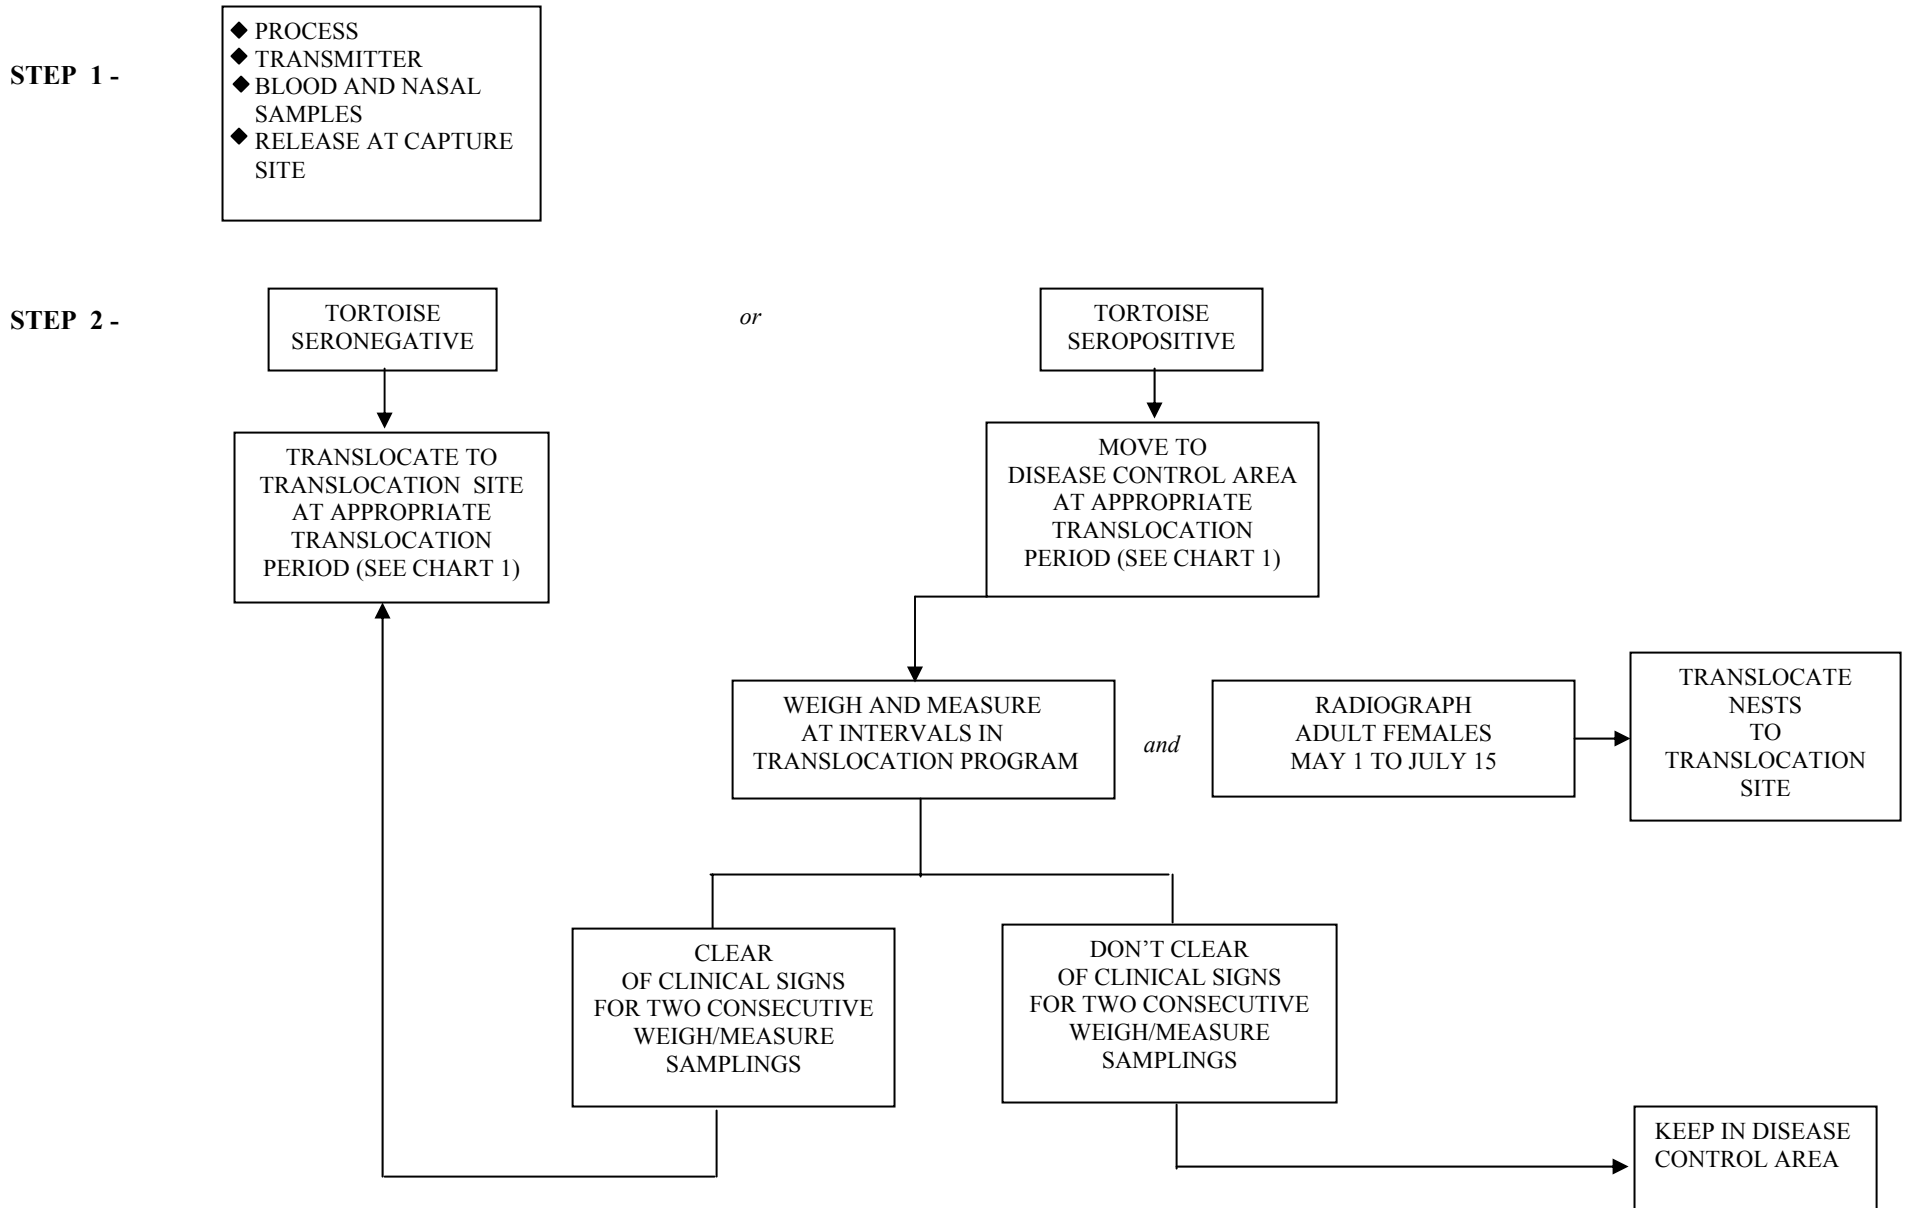 STEP 1 -
◆ PROCESS
◆ TRANSMITTER
◆ BLOOD AND NASAL
SAMPLES
◆ RELEASE AT CAPTURE
SITE
STEP 2 -
TORTOISE
SERONEGATIVE
or
TORTOISE
SEROPOSITIVE
TRANSLOCATE TO
TRANSLOCATION SITE
AT APPROPRIATE
TRANSLOCATION
PERIOD (SEE CHART 1)
MOVE TO
DISEASE CONTROL AREA
AT APPROPRIATE
TRANSLOCATION
PERIOD (SEE CHART 1)
WEIGH AND MEASURE
AT INTERVALS IN
TRANSLOCATION PROGRAM
and
RADIOGRAPH
ADULT FEMALES
MAY 1 TO JULY 15
TRANSLOCATE
NESTS
TO
TRANSLOCATION
SITE
CLEAR
OF CLINICAL SIGNS
FOR TWO CONSECUTIVE
WEIGH/MEASURE
SAMPLINGS
DON'T CLEAR
OF CLINICAL SIGNS
FOR TWO CONSECUTIVE
WEIGH/MEASURE
SAMPLINGS
KEEP IN DISEASE
CONTROL AREA